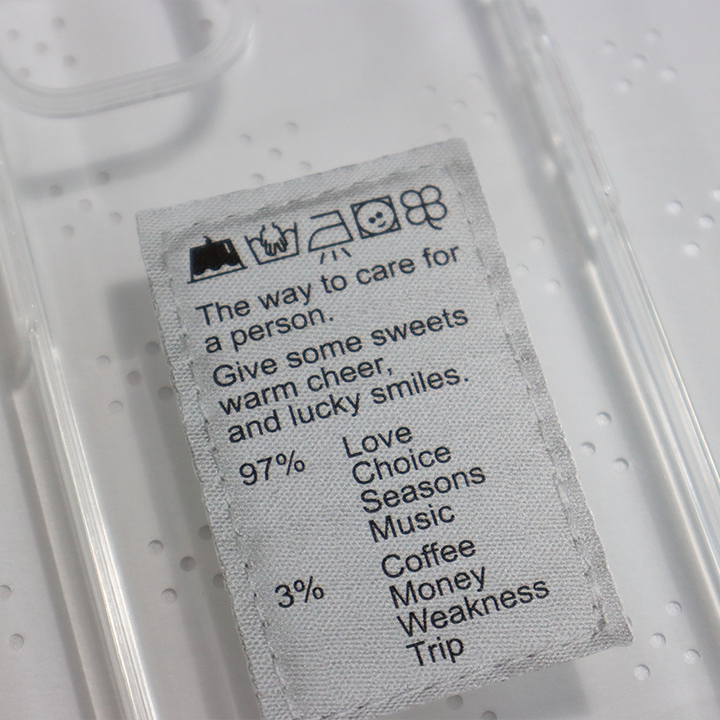 The way to care for
a person.
Give some sweets
warm cheer,
and lucky smiles.
97% Love
Choice
Seasons
Music
3% Coffee
Money
Weakness
Trip